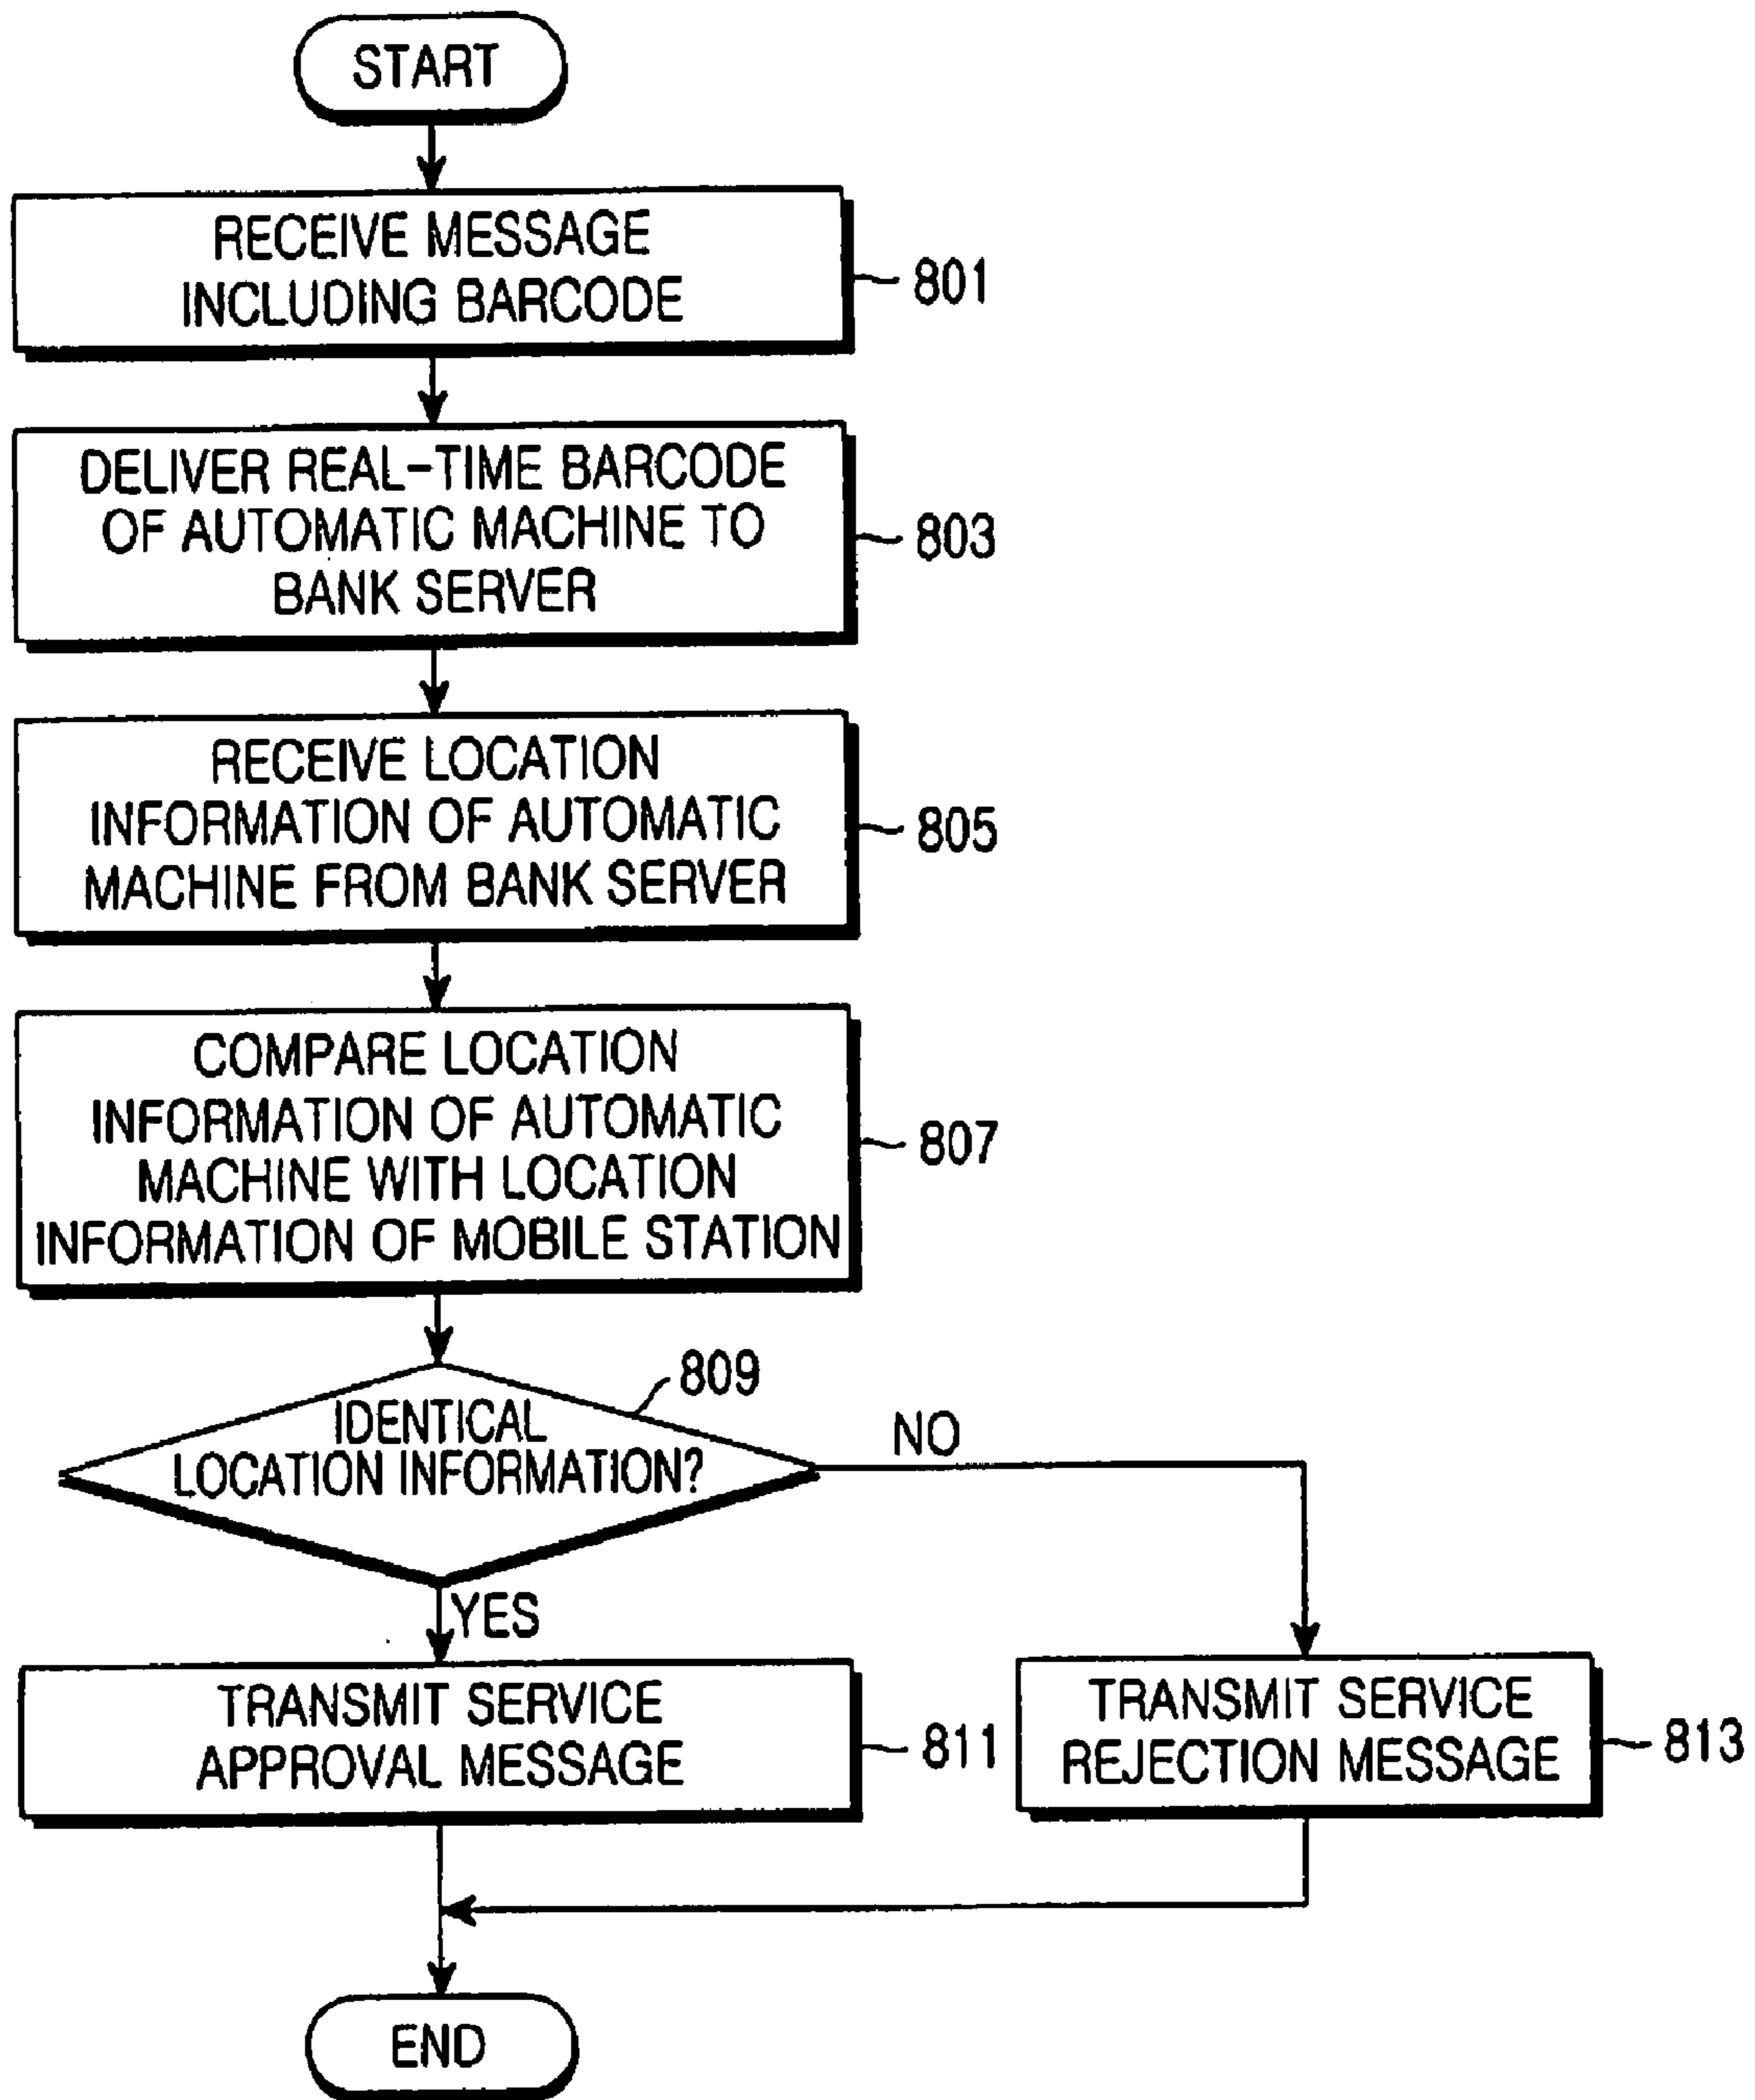 START
RECEIVE MESSAGE
INCLUDING BARCODE
801
DELIVER REAL-TIME BARCODE
OF AUTOMATIC MACHINE TO
BANK SERVER
803
RECEIVE LOCATION
INFORMATION OF AUTOMATIC
MACHINE FROM BANK SERVER
805
COMPARE LOCATION
INFORMATION OF AUTOMATIC
MACHINE WITH LOCATION
INFORMATION OF MOBILE STATION
807
809
IDENTICAL
LOCATION INFORMATION?
NO
YES
TRANSMIT SERVICE
APPROVAL MESSAGE
811
TRANSMIT SERVICE
REJECTION MESSAGE
813
END